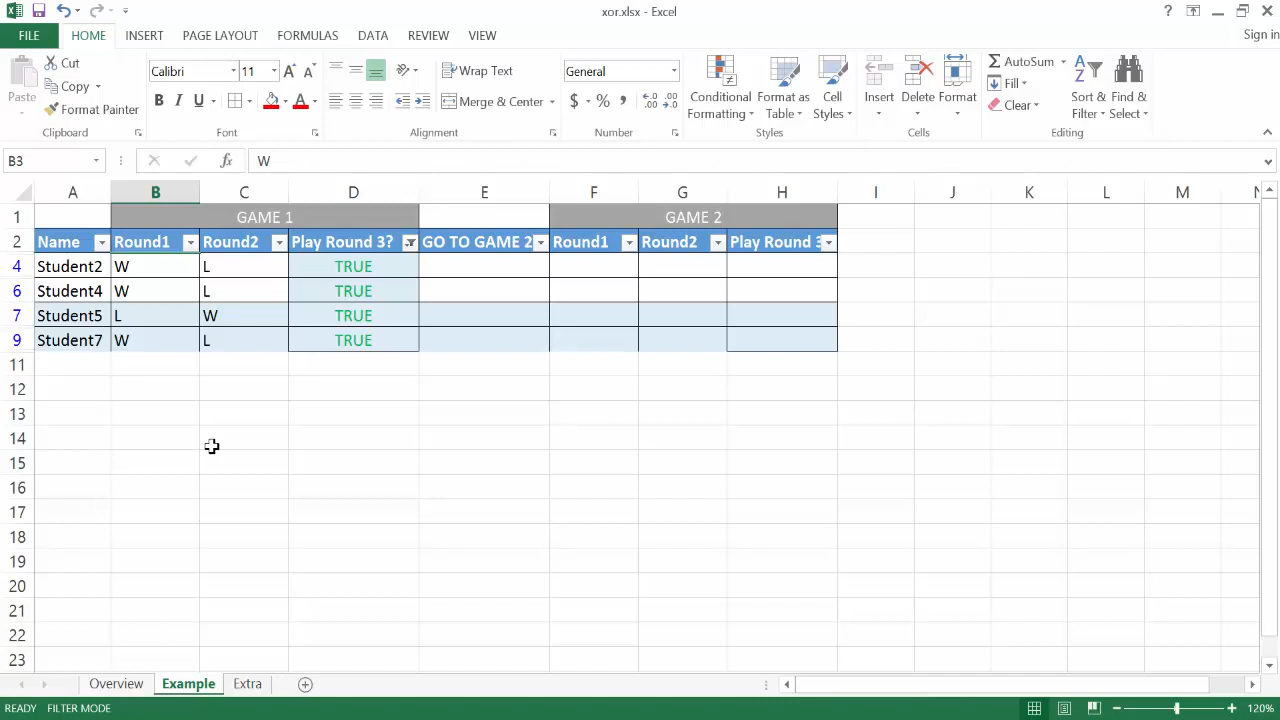 xor.xlsx - Excel
?
FILE HOME INSERT PAGE LAYOUT FORMULAS DATA REVIEW VIEW Sign in
Paste
Cut
Copy
Format Painter
Clipboard
Calibri 11
B I U
Font
Wrap Text
Merge & Center
Alignment
General
$ % ,
Number
Conditional Formatting
Format as Table
Cell Styles
Styles
Insert Delete Format
Cells
AutoSum
Fill
Clear
Sort & Filter
Find & Select
Editing
B3 fx W
A B C D E F G H I J K L M N
1 GAME 1 GAME 2
2 Name Round1 Round2 Play Round 3? GO TO GAME 2 Round1 Round2 Play Round 3
4 Student2 W L TRUE
6 Student4 W L TRUE
7 Student5 L W TRUE
9 Student7 W L TRUE
11
12
13
14
15
16
17
18
19
20
21
22
23
Overview Example Extra
READY FILTER MODE 120%